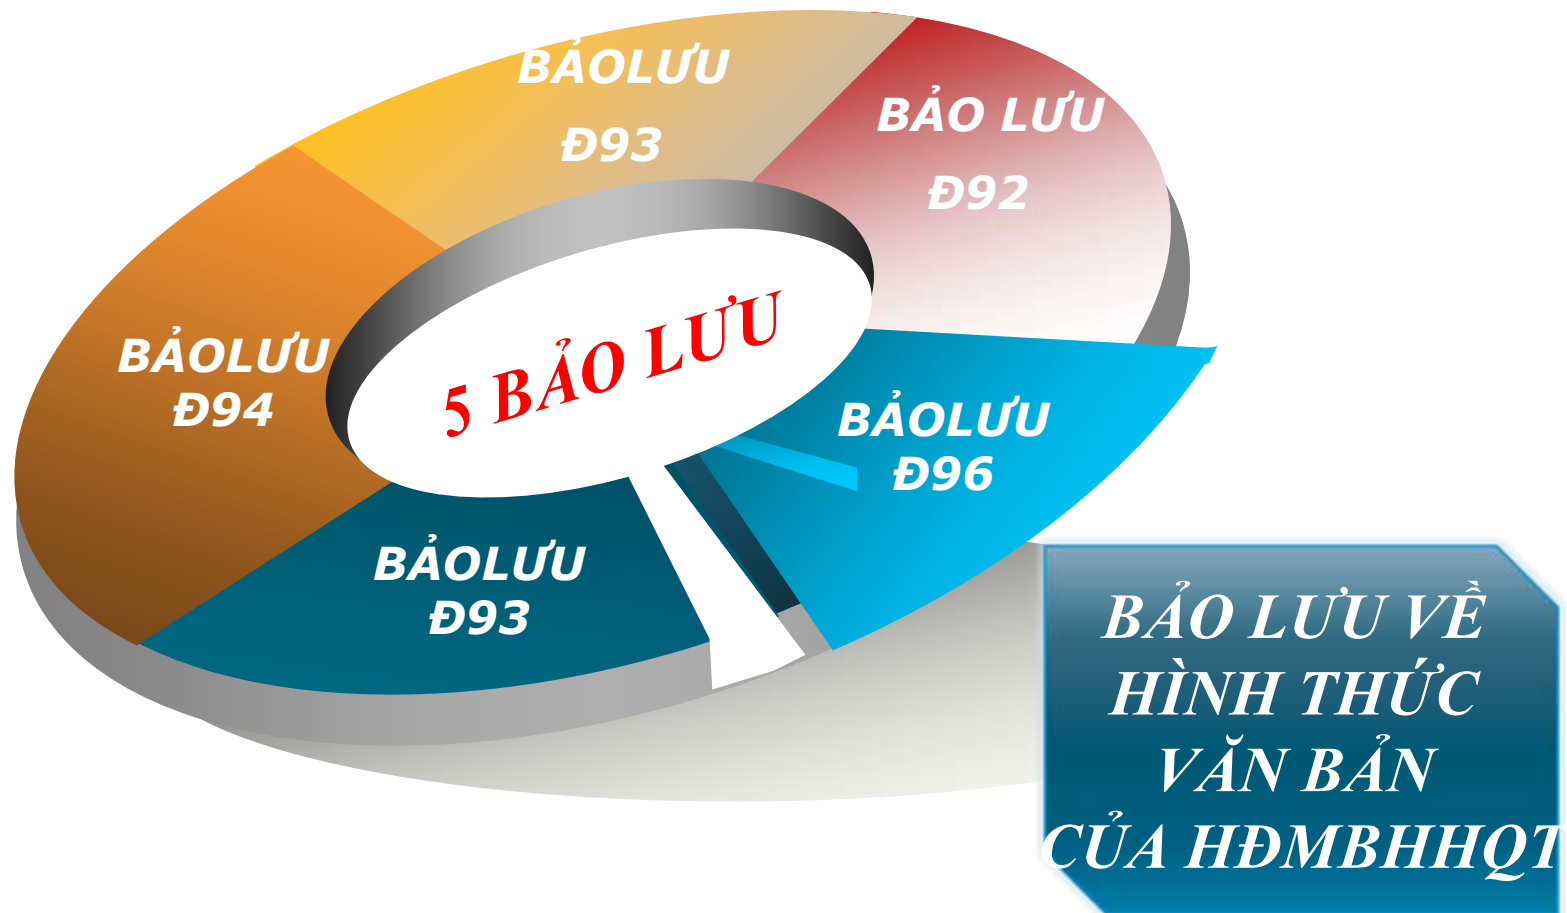 BẢOLƯU
Đ93
BẢO LƯU
Đ92
BẢOLƯU
Đ94
5 BẢO LƯU
BẢOLƯU
Đ96
BẢOLƯU
Đ93
BẢO LƯU VỀ
HÌNH THỨC
VĂN BẢN
CỦA HĐMBHHQT